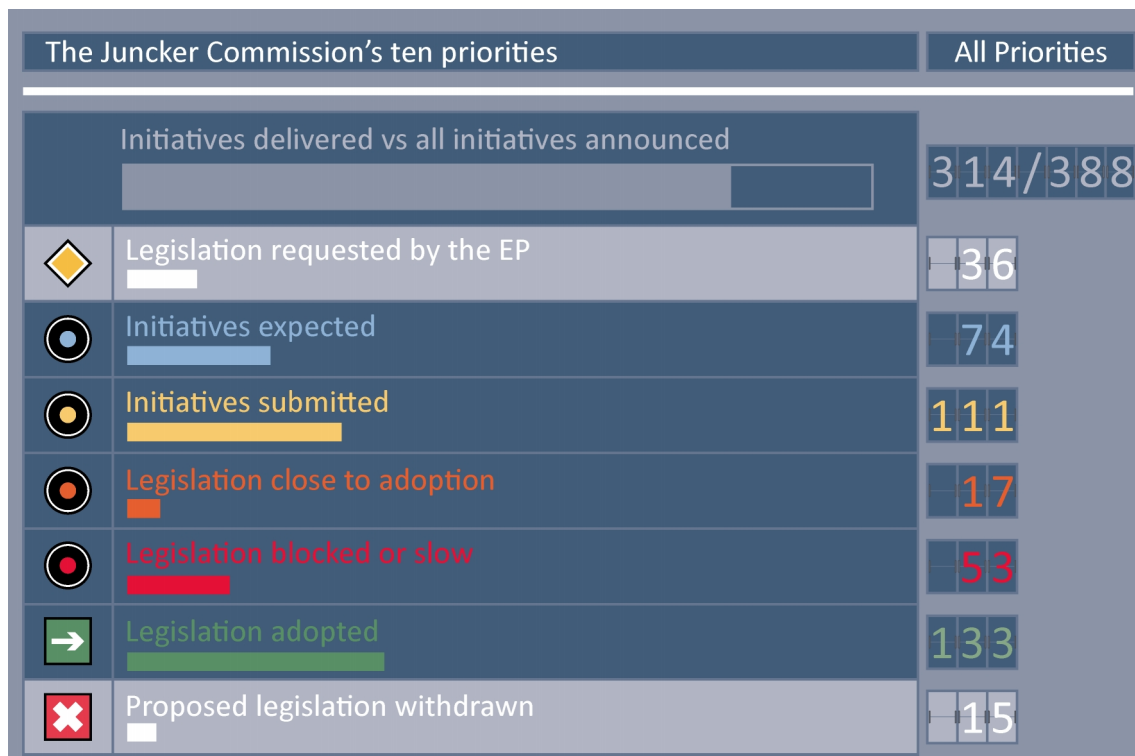 The Juncker Commission's ten priorities
All Priorities
Initiatives delivered vs all initiatives announced
314/388
Legislation requested by the EP
36
Initiatives expected
74
Initiatives submitted
111
Legislation close to adoption
17
Legislation blocked or slow
53
Legislation adopted
133
Proposed legislation withdrawn
15